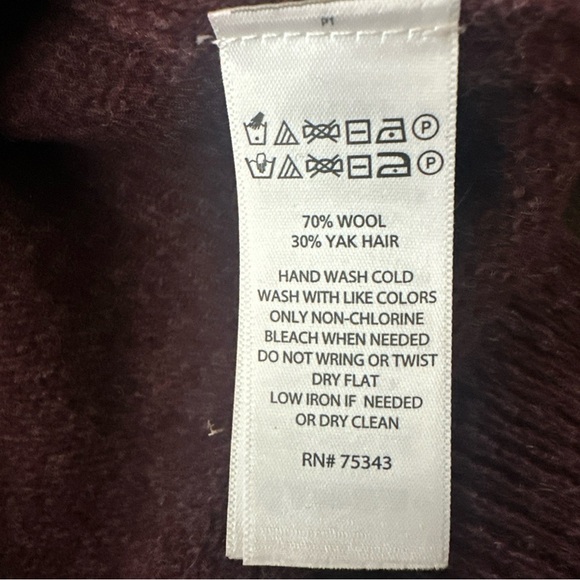 P1
P
P
70% WOOL
30% YAK HAIR
HAND WASH COLD
WASH WITH LIKE COLORS
ONLY NON-CHLORINE
BLEACH WHEN NEEDED
DO NOT WRING OR TWIST
DRY FLAT
LOW IRON IF NEEDED
OR DRY CLEAN
RN# 75343